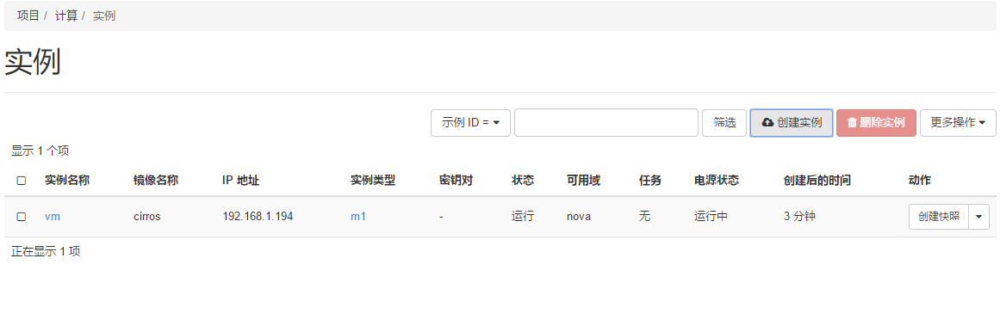 项目 / 计算 / 实例
实例
示例 ID = 筛选 创建实例 删除实例 更多操作
显示 1 个项
实例名称 镜像名称 IP 地址 实例类型 密钥对 状态 可用域 任务 电源状态 创建后的时间 动作
vm cirros 192.168.1.194 m1 - 运行 nova 无 运行中 3 分钟 创建快照
正在显示 1 项